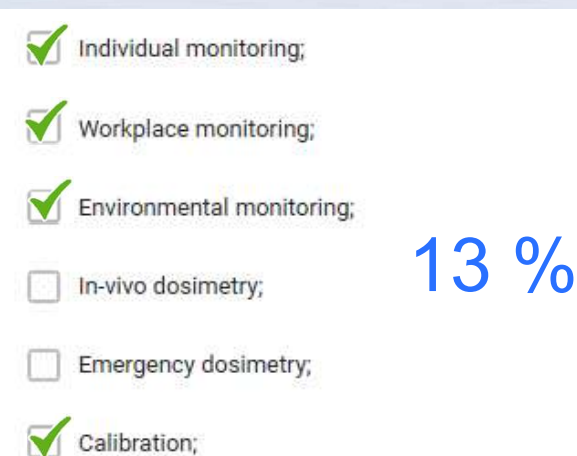 Individual monitoring;
Workplace monitoring;
Environmental monitoring;
13 %
In-vivo dosimetry;
Emergency dosimetry;
Calibration;